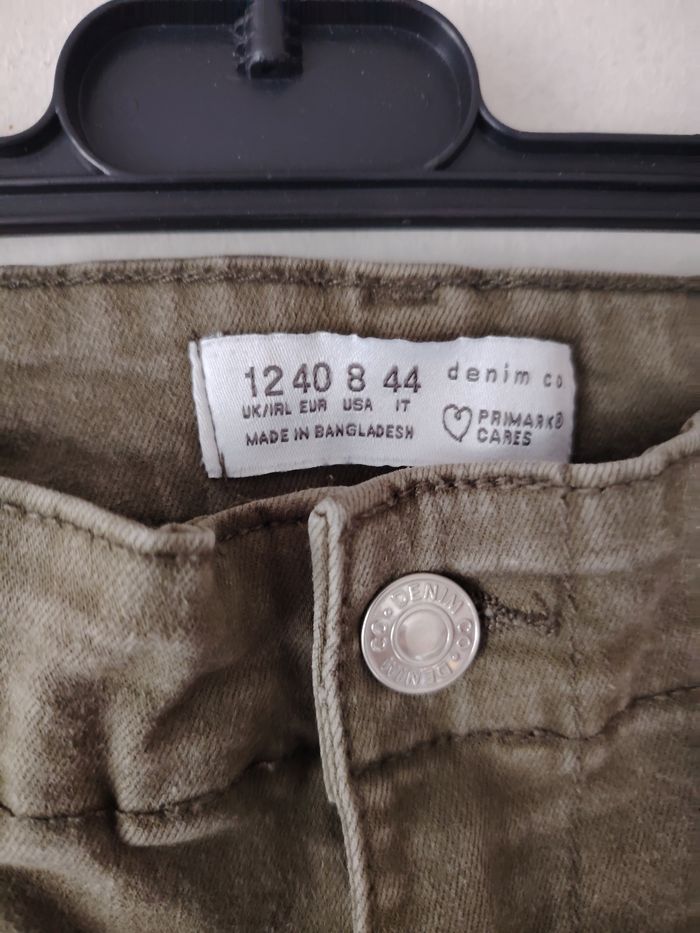 12 40 8 44
UK/IRL EUR USA IT
MADE IN BANGLADESH
denim co
PRIMARK®
CARES
DENIM CO • DENIM CO •